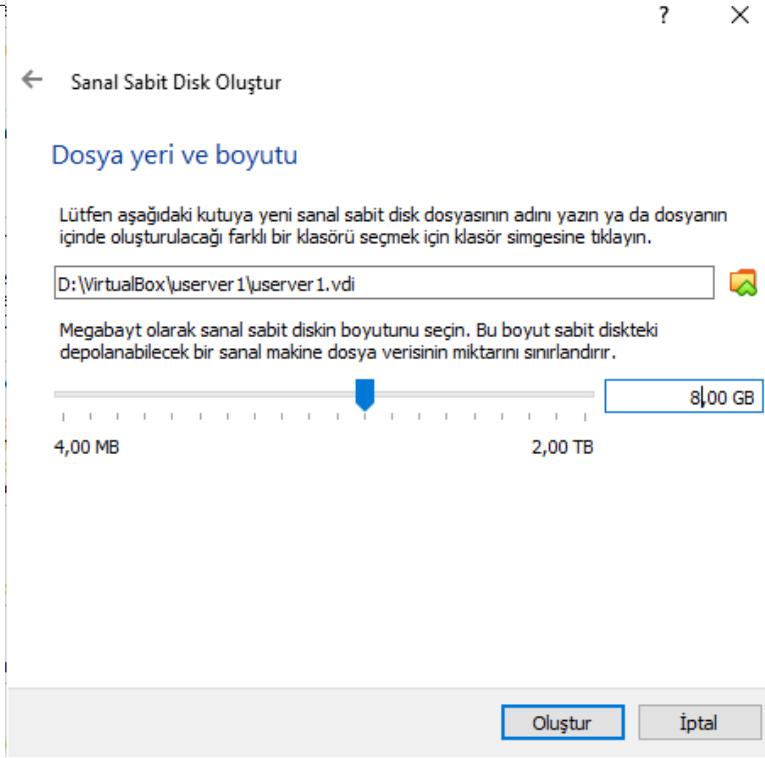 ?
Sanal Sabit Disk Oluştur
Dosya yeri ve boyutu
Lütfen aşağıdaki kutuya yeni sanal sabit disk dosyasının adını yazın ya da dosyanın
içinde oluşturulacağı farklı bir klasörü seçmek için klasör simgesine tıklayın.
D:\VirtualBox\userver1\userver1.vdi
Megabayt olarak sanal sabit diskin boyutunu seçin. Bu boyut sabit diskteki
depolanabilecek bir sanal makine dosya verisinin miktarını sınırlandırır.
8,00 GB
4,00 MB 2,00 TB
Oluştur İptal